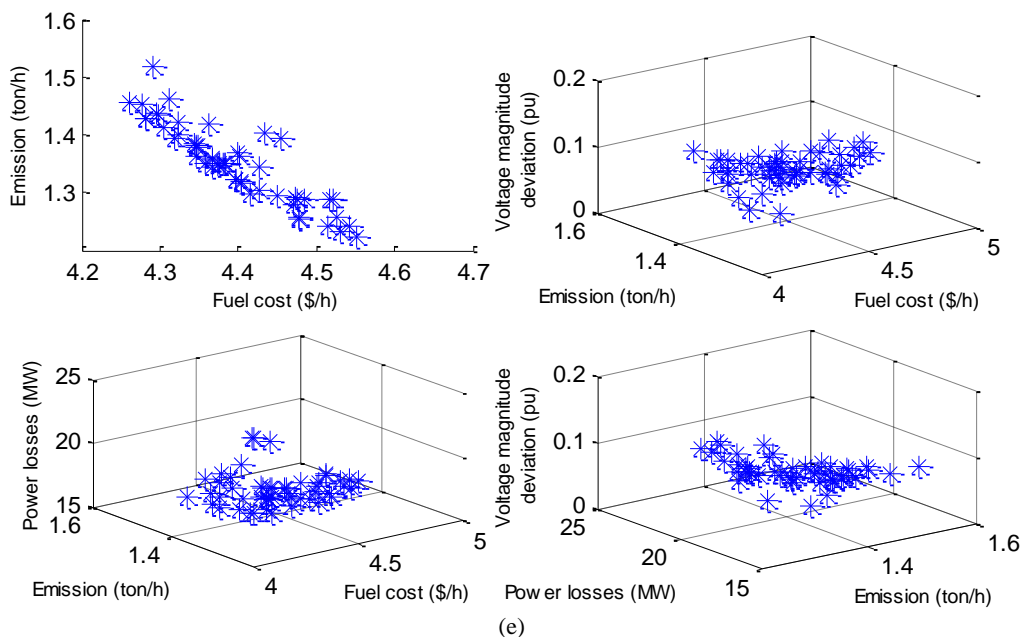 1.6
1.5
1.4
1.3
4.2
4.3
4.4
4.5
4.6
4.7
Emission (ton/h)
Fuel cost ($/h)
0.2
0.1
0
1.6
1.4
4
4.5
5
Voltage magnitude
deviation (pu)
Emission (ton/h)
Fuel cost ($/h)
25
20
15
1.6
1.4
4
4.5
5
Power losses (MW)
Emission (ton/h)
Fuel cost ($/h)
0.2
0.1
0
25
20
15
1.4
1.6
Voltage magnitude
deviation (pu)
Power losses (MW)
Emission (ton/h)
(e)